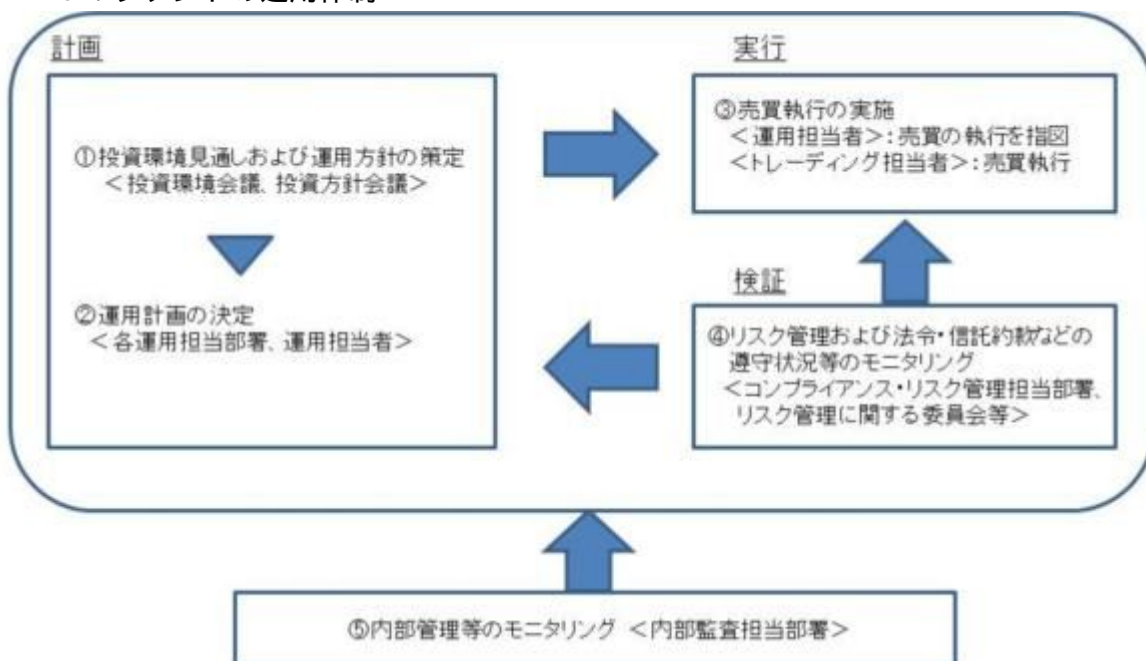 計画
①投資環境見通しおよび運用方針の策定
<投資環境会議、投資方針会議>
②運用計画の決定
<各運用担当部署、運用担当者>
実行
③売買執行の実施
<運用担当者>:売買の執行を指図
<トレーディング担当者>:売買執行
検証
④リスク管理および法令・信託約款などの
遵守状況等のモニタリング
<コンプライアンス・リスク管理担当部署、
リスク管理に関する委員会等>
⑤内部管理等のモニタリング <内部監査担当部署>